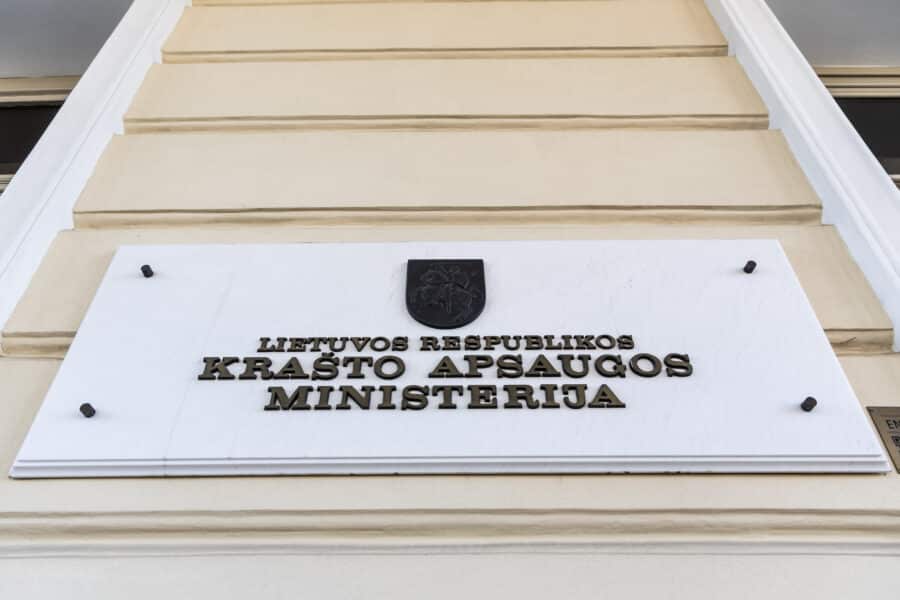 LIETUVOS RESPUBLIKOS
KRAŠTO APSAUGOS
MINISTERIJA